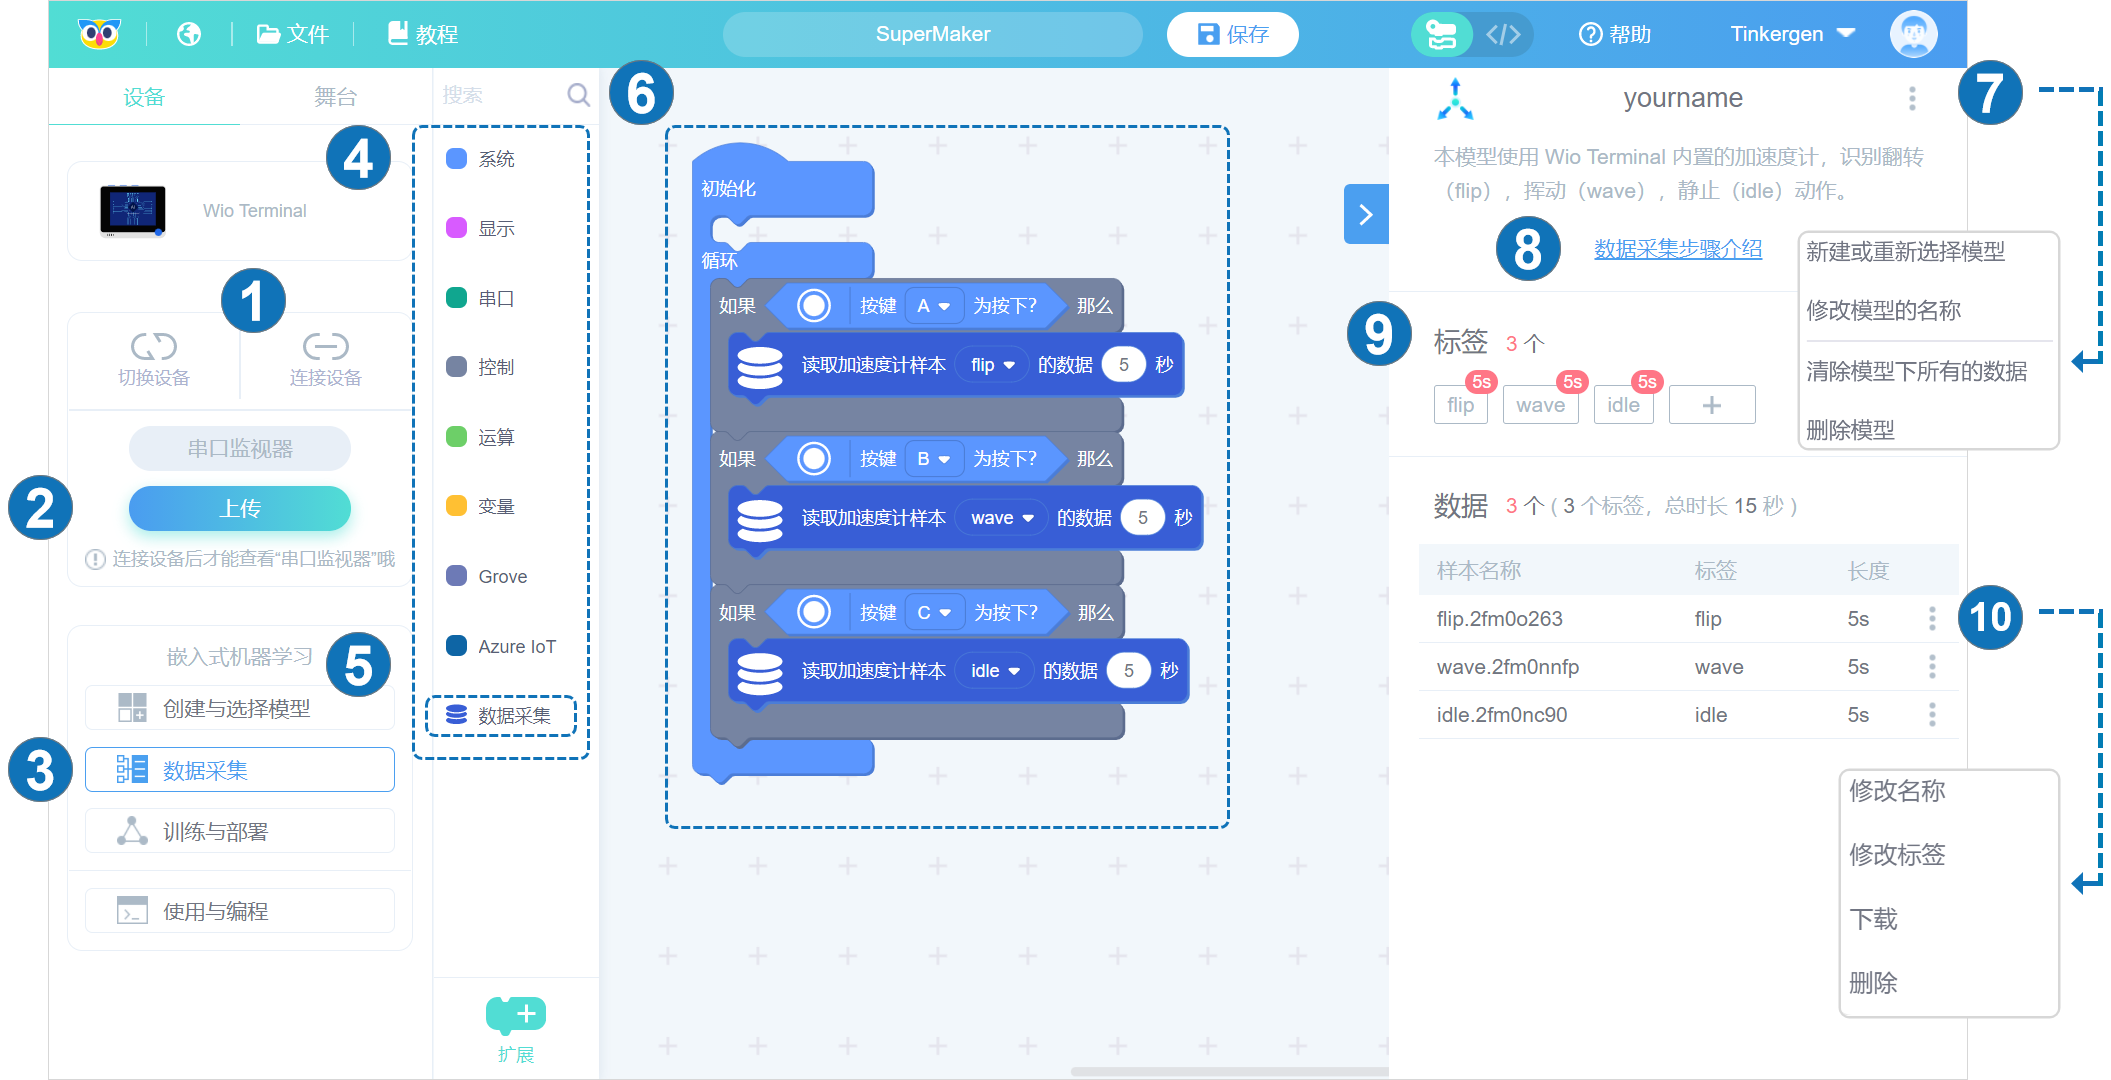 文件
教程
SuperMaker
保存
</>
帮助
Tinkergen
设备
舞台
Wio Terminal
1
切换设备
连接设备
串口监视器
2
上传
连接设备后才能查看“串口监视器”哦
嵌入式机器学习
5
创建与选择模型
3
数据采集
训练与部署
使用与编程
4
搜索
系统
显示
串口
控制
运算
变量
Grove
Azure IoT
数据采集
扩展
6
初始化
循环
如果 按键 A 为按下? 那么
读取加速度计样本 flip 的数据 5 秒
如果 按键 B 为按下? 那么
读取加速度计样本 wave 的数据 5 秒
如果 按键 C 为按下? 那么
读取加速度计样本 idle 的数据 5 秒
yourname
7
本模型使用 Wio Terminal 内置的加速度计，识别翻转
（flip），挥动（wave），静止（idle）动作。
8
数据采集步骤介绍
新建或重新选择模型
修改模型的名称
清除模型下所有的数据
删除模型
9
标签 3 个
5s 5s 5s
flip wave idle +
数据 3 个 ( 3 个标签，总时长 15 秒 )
样本名称 标签 长度
flip.2fm0o263 flip 5s
10
wave.2fm0nnfp wave 5s
idle.2fm0nc90 idle 5s
修改名称
修改标签
下载
删除